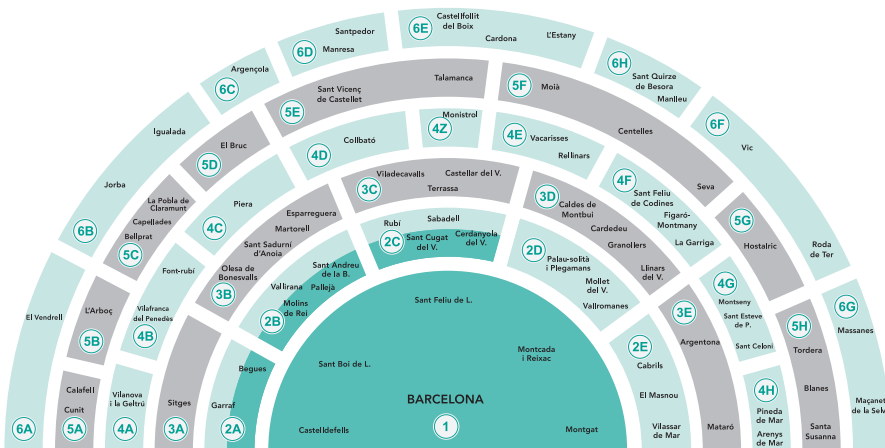 6E
Castellfollit
del Boix
Cardona
L'Estany
6D
Santpedor
Manresa
6C
Argençola
6H
Sant Quirze
de Besora
Manlleu
6F
Vic
Roda
de Ter
6B
Igualada
Jorba
6A
El Vendrell
6G
Massanes
Maçanet
de la Selv
5E
Sant Vicenç
de Castellet
Talamanca
5F
Moià
Centelles
Seva
5D
El Bruc
5C
La Pobla de
Claramunt
Capellades
Bellprat
5B
L'Arboç
5A
Calafell
Cunit
5G
Hostalric
5H
Tordera
Blanes
Santa
Susanna
4Z
Monistrol
4D
Collbató
4E
Vacarisses
Rellinars
4F
Sant Feliu
de Codines
Figaró-
Montmany
La Garriga
4C
Piera
4B
Font-rubí
Vilafranca
del Penedès
4A
Vilanova
i la Geltrú
4G
Montseny
Sant Esteve
de P.
Sant Celoni
4H
Pineda
de Mar
Arenys
de Mar
3C
Viladecavalls
Castellar del V.
Terrassa
3D
Caldes de
Montbui
Cardedeu
Granollers
Llinars
del V.
3B
Esparreguera
Martorell
Sant Sadurní
d'Anoia
Olesa de
Bonesvalls
3A
Sitges
3E
Argentona
Mataró
2C
Rubí
Sabadell
Sant Cugat
del V.
Cerdanyola
del V.
2D
Palau-solità
i Plegamans
Mollet
del V.
Vallromanes
2B
Sant Andreu
de la B.
Vallirana
Pallejà
Molins
de Rei
2A
Begues
Garraf
2E
Cabrils
El Masnou
Vilassar
de Mar
Sant Feliu de L.
Montcada
i Reixac
Sant Boi de L.
BARCELONA
1
Castelldefells
Montgat